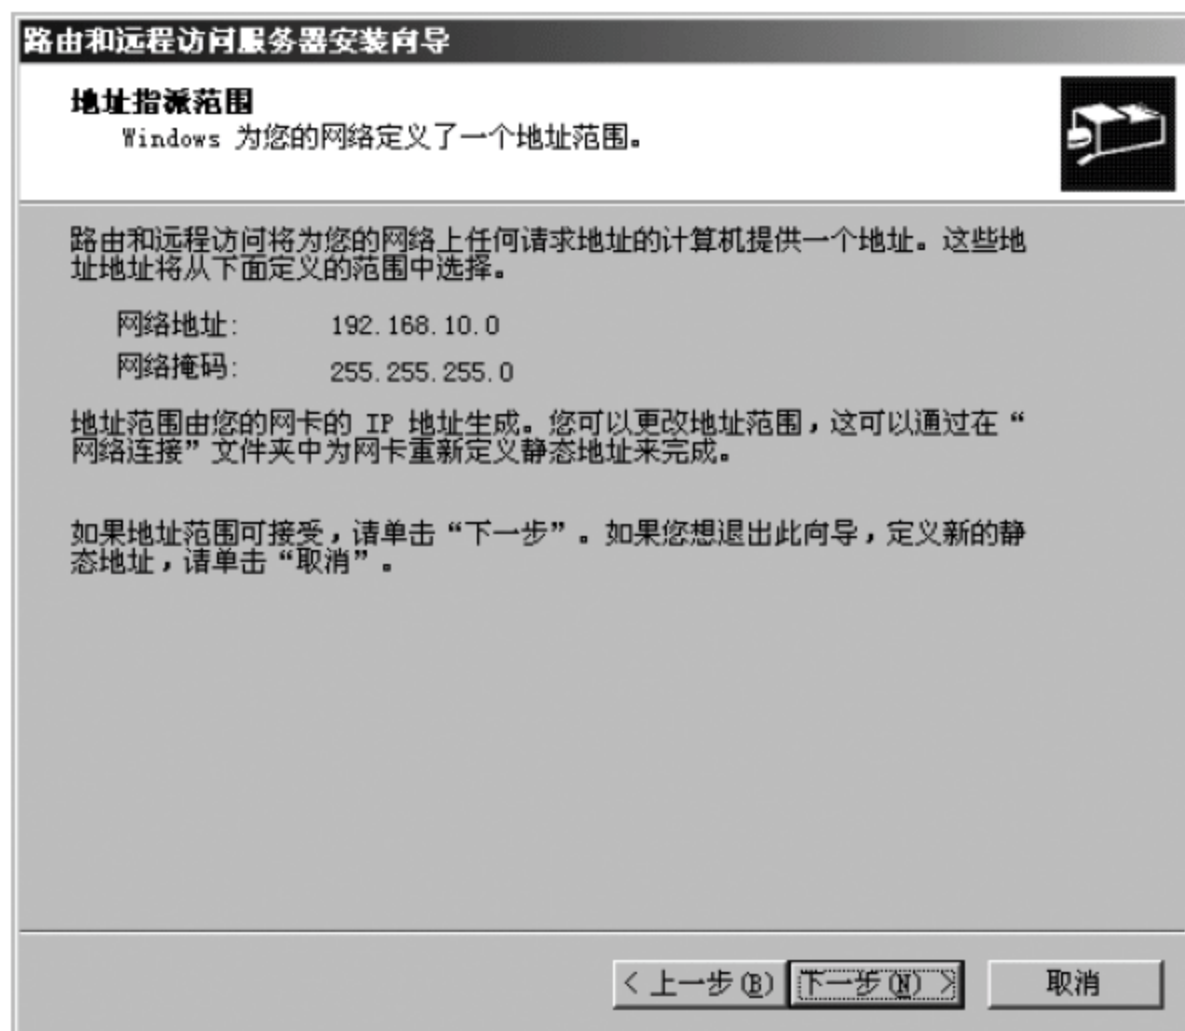 路由和远程访问服务器安装向导
地址指派范围
Windows 为您的网络定义了一个地址范围。
路由和远程访问将为您的网络上任何请求地址的计算机提供一个地址。这些地
址地址将从下面定义的范围中选择。
网络地址: 192.168.10.0
网络掩码: 255.255.255.0
地址范围由您的网卡的 IP 地址生成。您可以更改地址范围，这可以通过在“
网络连接”文件夹中为网卡重新定义静态地址来完成。
如果地址范围可接受，请单击“下一步”。如果您想退出此向导，定义新的静
态地址，请单击“取消”。
< 上一步(B) 下一步(N) > 取消